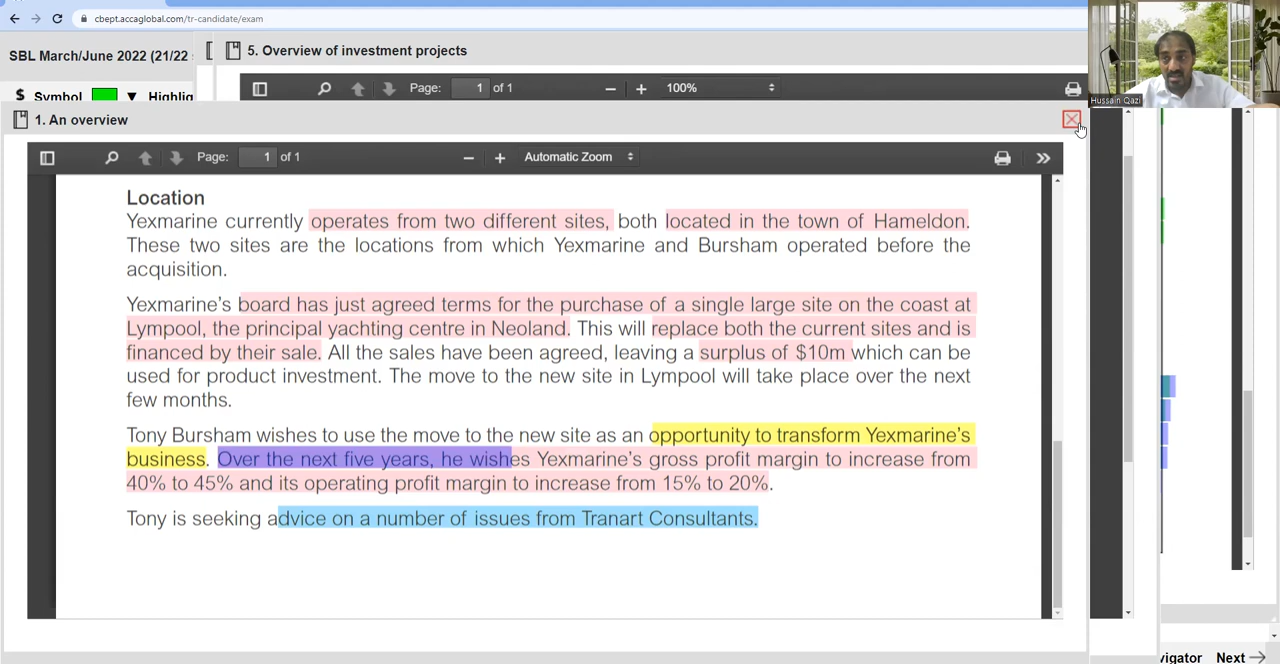 cbept.accaglobal.com/tr-candidate/exam
SBL March/June 2022 (21/22
5. Overview of investment projects
$ Symbol Highlig
Page: 1 of 1 100%
Hussain Qazi
1. An overview
Page: 1 of 1 Automatic Zoom
Location
Yexmarine currently operates from two different sites, both located in the town of Hameldon.
These two sites are the locations from which Yexmarine and Bursham operated before the
acquisition.
Yexmarine's board has just agreed terms for the purchase of a single large site on the coast at
Lympool, the principal yachting centre in Neoland. This will replace both the current sites and is
financed by their sale. All the sales have been agreed, leaving a surplus of $10m which can be
used for product investment. The move to the new site in Lympool will take place over the next
few months.
Tony Bursham wishes to use the move to the new site as an opportunity to transform Yexmarine's
business. Over the next five years, he wishes Yexmarine's gross profit margin to increase from
40% to 45% and its operating profit margin to increase from 15% to 20%.
Tony is seeking advice on a number of issues from Tranart Consultants.
vigator Next